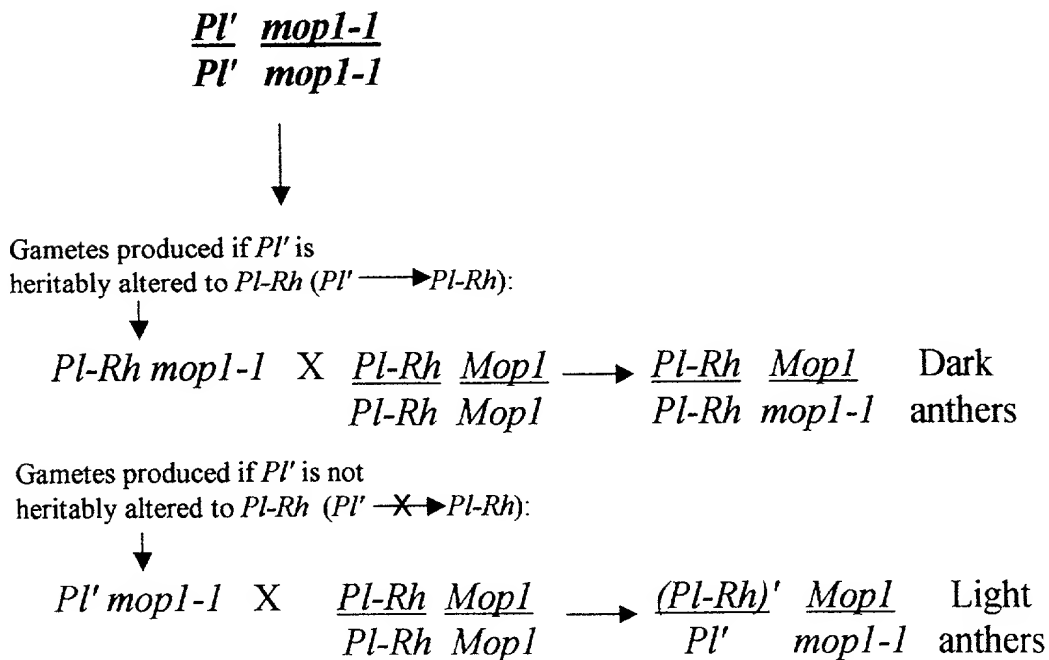 Pl' mop1-1
Pl' mop1-1
Gametes produced if Pl' is
heritably altered to Pl-Rh (Pl' → Pl-Rh):
Pl-Rh mop1-1 X Pl-Rh Mop1 → Pl-Rh Mop1 Dark
Pl-Rh Mop1 Pl-Rh mop1-1 anthers
Gametes produced if Pl' is not
heritably altered to Pl-Rh (Pl' -X→ Pl-Rh):
Pl' mop1-1 X Pl-Rh Mop1 → (Pl-Rh)' Mop1 Light
Pl-Rh Mop1 Pl' mop1-1 anthers